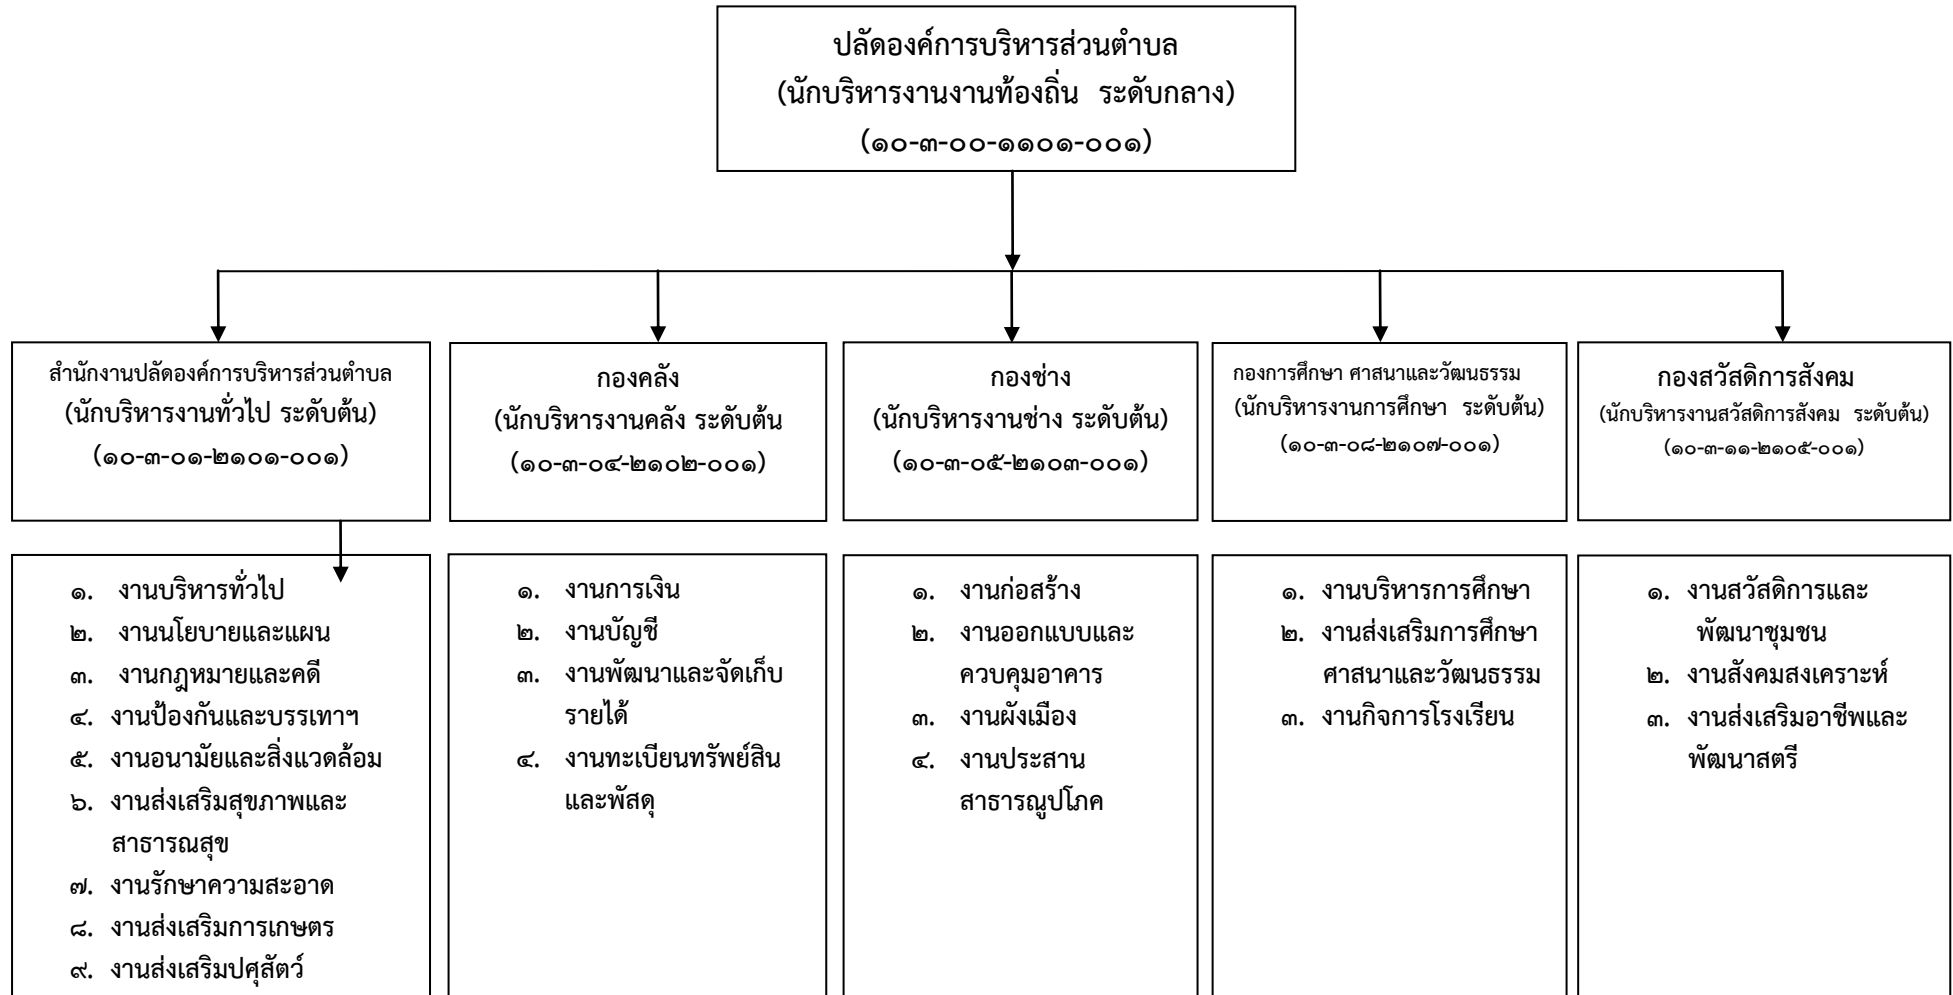 ปลัดองค์การบริหารส่วนตำบล
(นักบริหารงานงานท้องถิ่น ระดับกลาง)
(๑๐-๓-๐๐-๑๑๐๑-๐๐๑)
สำนักงานปลัดองค์การบริหารส่วนตำบล
(นักบริหารงานทั่วไป ระดับต้น)
(๑๐-๓-๐๑-๒๑๐๑-๐๐๑)
กองคลัง
(นักบริหารงานคลัง ระดับต้น
(๑๐-๓-๐๔-๒๑๐๒-๐๐๑)
กองช่าง
(นักบริหารงานช่าง ระดับต้น)
(๑๐-๓-๐๕-๒๑๐๓-๐๐๑)
กองการศึกษา ศาสนาและวัฒนธรรม
(นักบริหารงานการศึกษา ระดับต้น)
(๑๐-๓-๐๘-๒๑๐๗-๐๐๑)
กองสวัสดิการสังคม
(นักบริหารงานสวัสดิการสังคม ระดับต้น)
(๑๐-๓-๑๑-๒๑๐๕-๐๐๑)
๑. งานบริหารทั่วไป
๒. งานนโยบายและแผน
๓. งานกฎหมายและคดี
๔. งานป้องกันและบรรเทาฯ
๕. งานอนามัยและสิ่งแวดล้อม
๖. งานส่งเสริมสุขภาพและ
สาธารณสุข
๗. งานรักษาความสะอาด
๘. งานส่งเสริมการเกษตร
๙. งานส่งเสริมปศุสัตว์
๑. งานการเงิน
๒. งานบัญชี
๓. งานพัฒนาและจัดเก็บ
รายได้
๔. งานทะเบียนทรัพย์สิน
และพัสดุ
๑. งานก่อสร้าง
๒. งานออกแบบและ
ควบคุมอาคาร
๓. งานผังเมือง
๔. งานประสาน
สาธารณูปโภค
๑. งานบริหารการศึกษา
๒. งานส่งเสริมการศึกษา
ศาสนาและวัฒนธรรม
๓. งานกิจการโรงเรียน
๑. งานสวัสดิการและ
พัฒนาชุมชน
๒. งานสังคมสงเคราะห์
๓. งานส่งเสริมอาชีพและ
พัฒนาสตรี